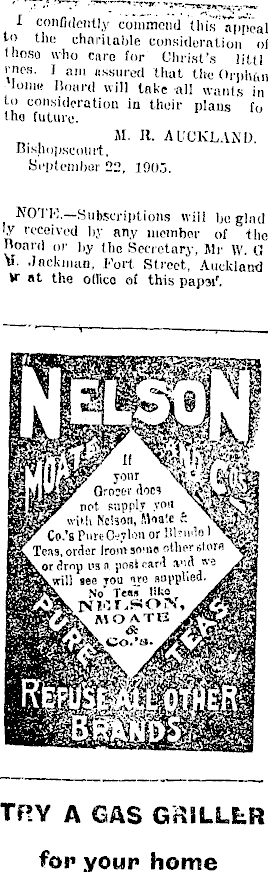 I confidently commend this appeal
to the charitable consideration of
those who care for Christ's littl
ones. I am assured that the Orphan
Home Board will take all wants in
to consideration in their plans fo
the future.
M. R. AUCKLAND.
Bishopscourt,
September 22, 1905.
NOTE.—Subscriptions will be glad
ly received by any member of the
Board or by the Secretary, Mr W. G
H. Jackman, Fort Street, Auckland
or at the office of this paper.
NELSON
MOATE AND CO'S
If
your
Grocer does
not supply you
with Nelson, Moate &
Co.'s Pure Ceylon or Blended
Teas, order from some other store
or drop us a post card and we
will see you are supplied.
No Teas like
NELSON,
MOATE
&
Co.'s.
PURE TEAS
REFUSE ALL OTHER
BRANDS
TRY A GAS GRILLER
for your home